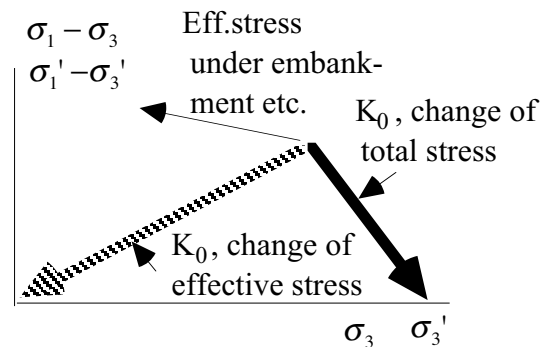 σ₁ − σ₃
σ₁' − σ₃'
Eff.stress
under embank-
ment etc.
K₀ , change of
total stress
K₀ , change of
effective stress
σ₃ σ₃'